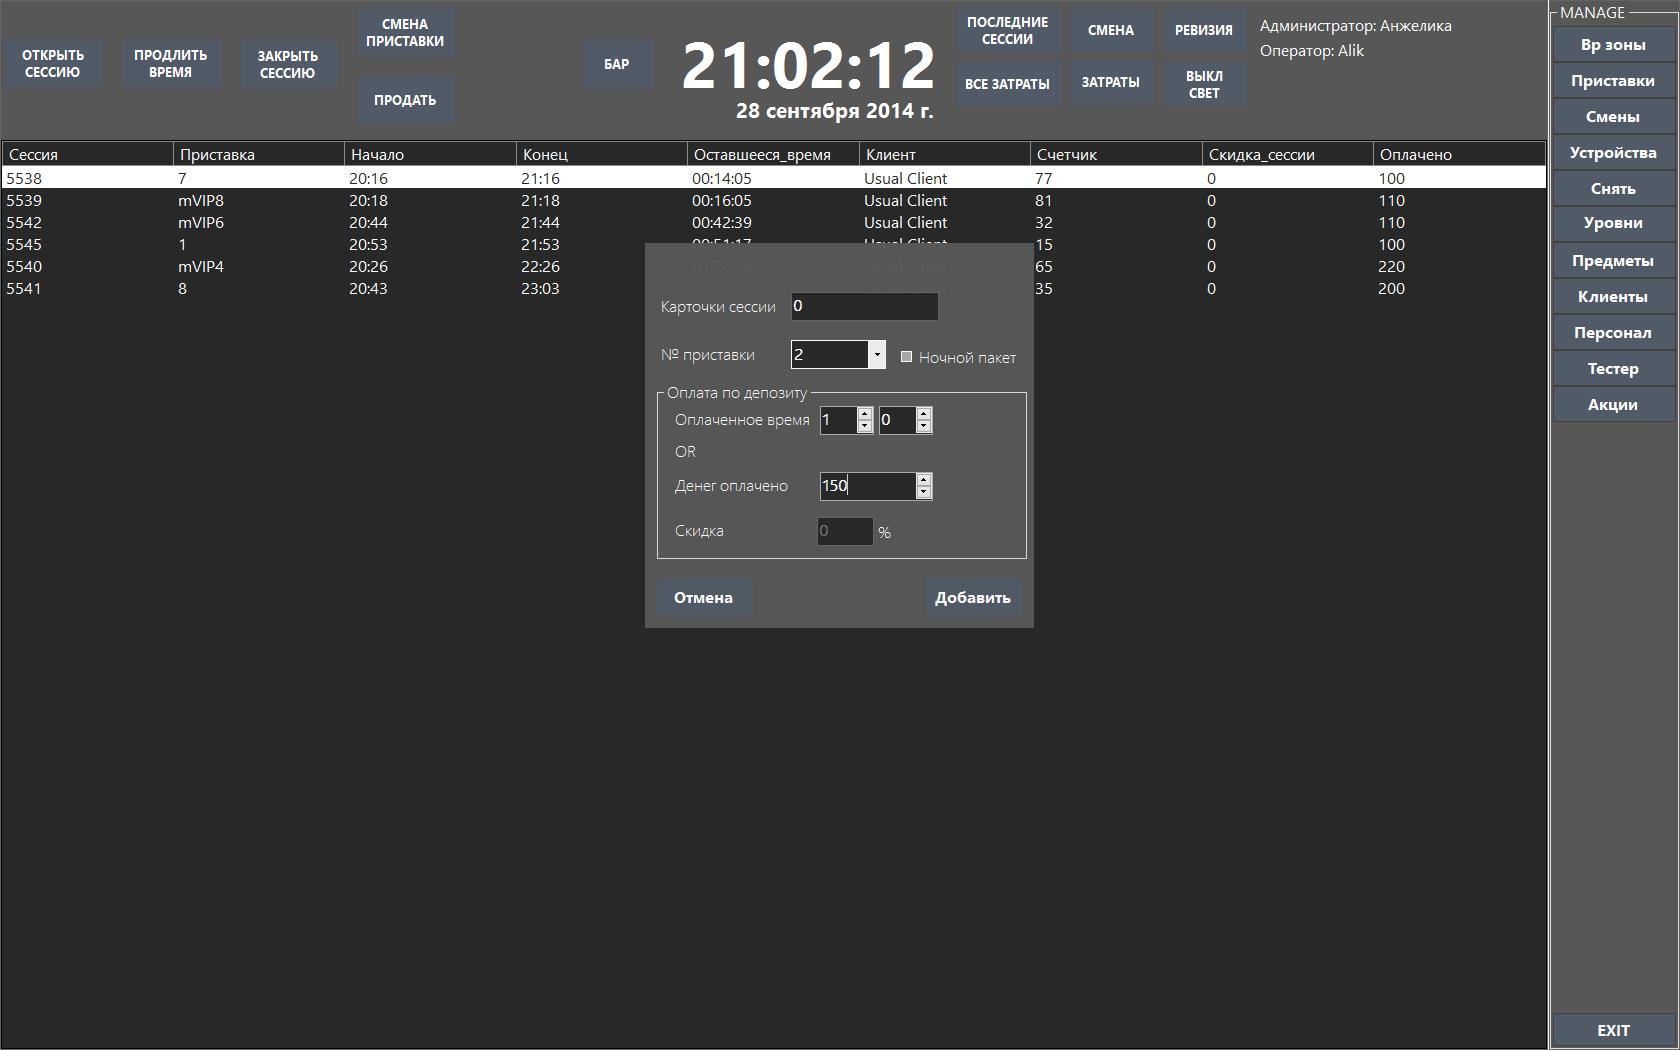 ОТКРЫТЬ
СЕССИЮ
ПРОДЛИТЬ
ВРЕМЯ
ЗАКРЫТЬ
СЕССИЮ
СМЕНА
ПРИСТАВКИ
ПРОДАТЬ
БАР
21:02:12
28 сентября 2014 г.
ПОСЛЕДНИЕ
СЕССИИ
СМЕНА
РЕВИЗИЯ
ВСЕ ЗАТРАТЫ
ЗАТРАТЫ
ВЫКЛ
СВЕТ
Администратор: Анжелика
Оператор: Alik
Сессия Приставка Начало Конец Оставшееся_время Клиент Счетчик Скидка_сессии Оплачено
5538 7 20:16 21:16 00:14:05 Usual Client 77 0 100
5539 mVIP8 20:18 21:18 00:16:05 Usual Client 81 0 110
5542 mVIP6 20:44 21:44 00:42:39 Usual Client 32 0 110
5545 1 20:53 21:53 00:51:17 Usual Client 15 0 100
5540 mVIP4 20:26 22:26 Usual Client 65 0 220
5541 8 20:43 23:03 35 0 200
Карточки сессии 0
№ приставки 2 Ночной пакет
Оплата по депозиту
Оплаченное время 1 0
OR
Денег оплачено 150
Скидка 0 %
Отмена Добавить
MANAGE
Вр зоны
Приставки
Смены
Устройства
Снять
Уровни
Предметы
Клиенты
Персонал
Тестер
Акции
EXIT